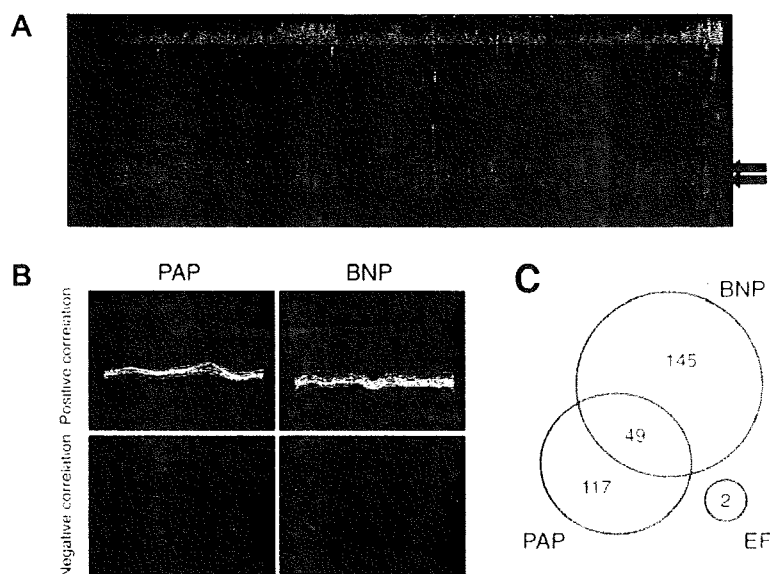 A
B
PAP
BNP
Positive correlation
Negative correlation
C
BNP
145
49
117
2
PAP
EF